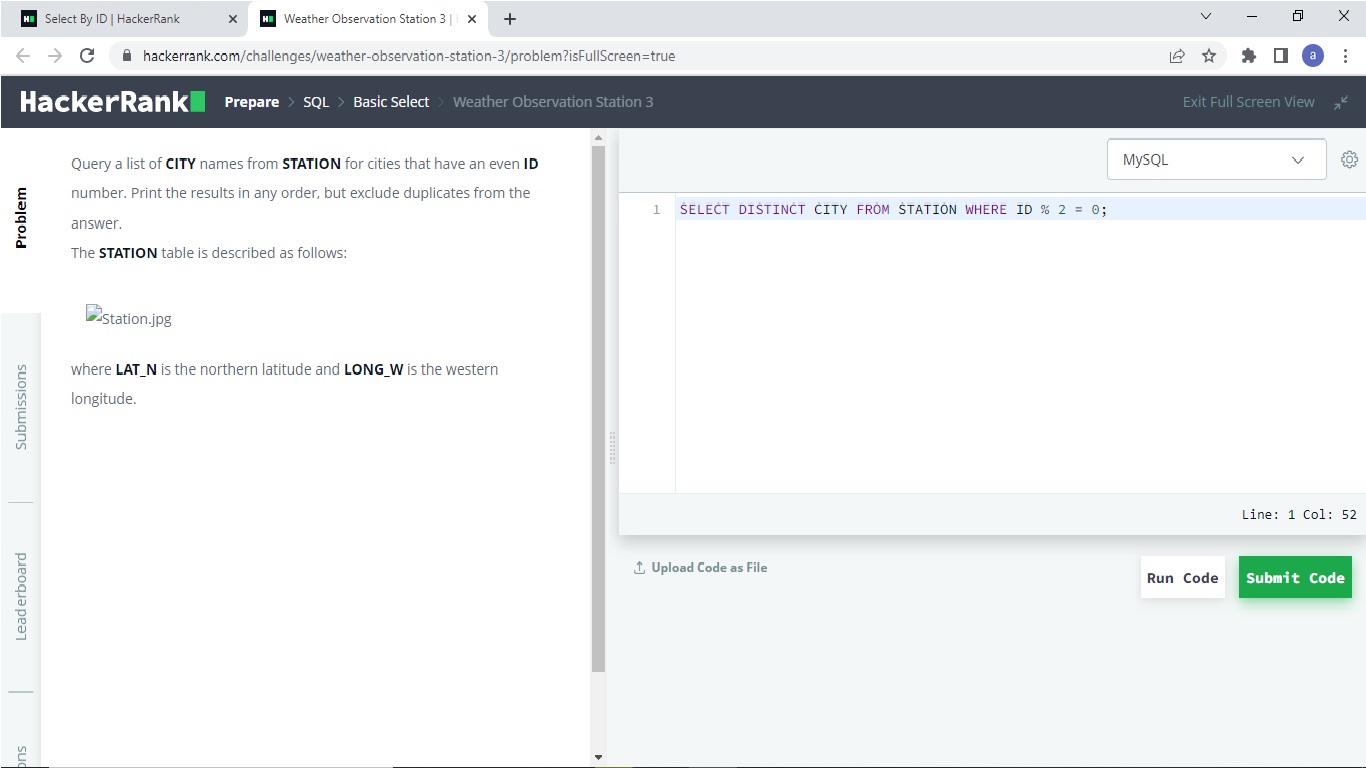 Select By ID | HackerRank
Weather Observation Station 3 |
hackerrank.com/challenges/weather-observation-station-3/problem?isFullScreen=true
a
HackerRank
Prepare > SQL > Basic Select > Weather Observation Station 3
Exit Full Screen View
Problem
Submissions
Leaderboard
ons
Query a list of CITY names from STATION for cities that have an even ID
number. Print the results in any order, but exclude duplicates from the
answer.
The STATION table is described as follows:
Station.jpg
where LAT_N is the northern latitude and LONG_W is the western
longitude.
MySQL
1 SELECT DISTINCT CITY FROM STATION WHERE ID % 2 = 0;
Line: 1 Col: 52
Upload Code as File
Run Code
Submit Code